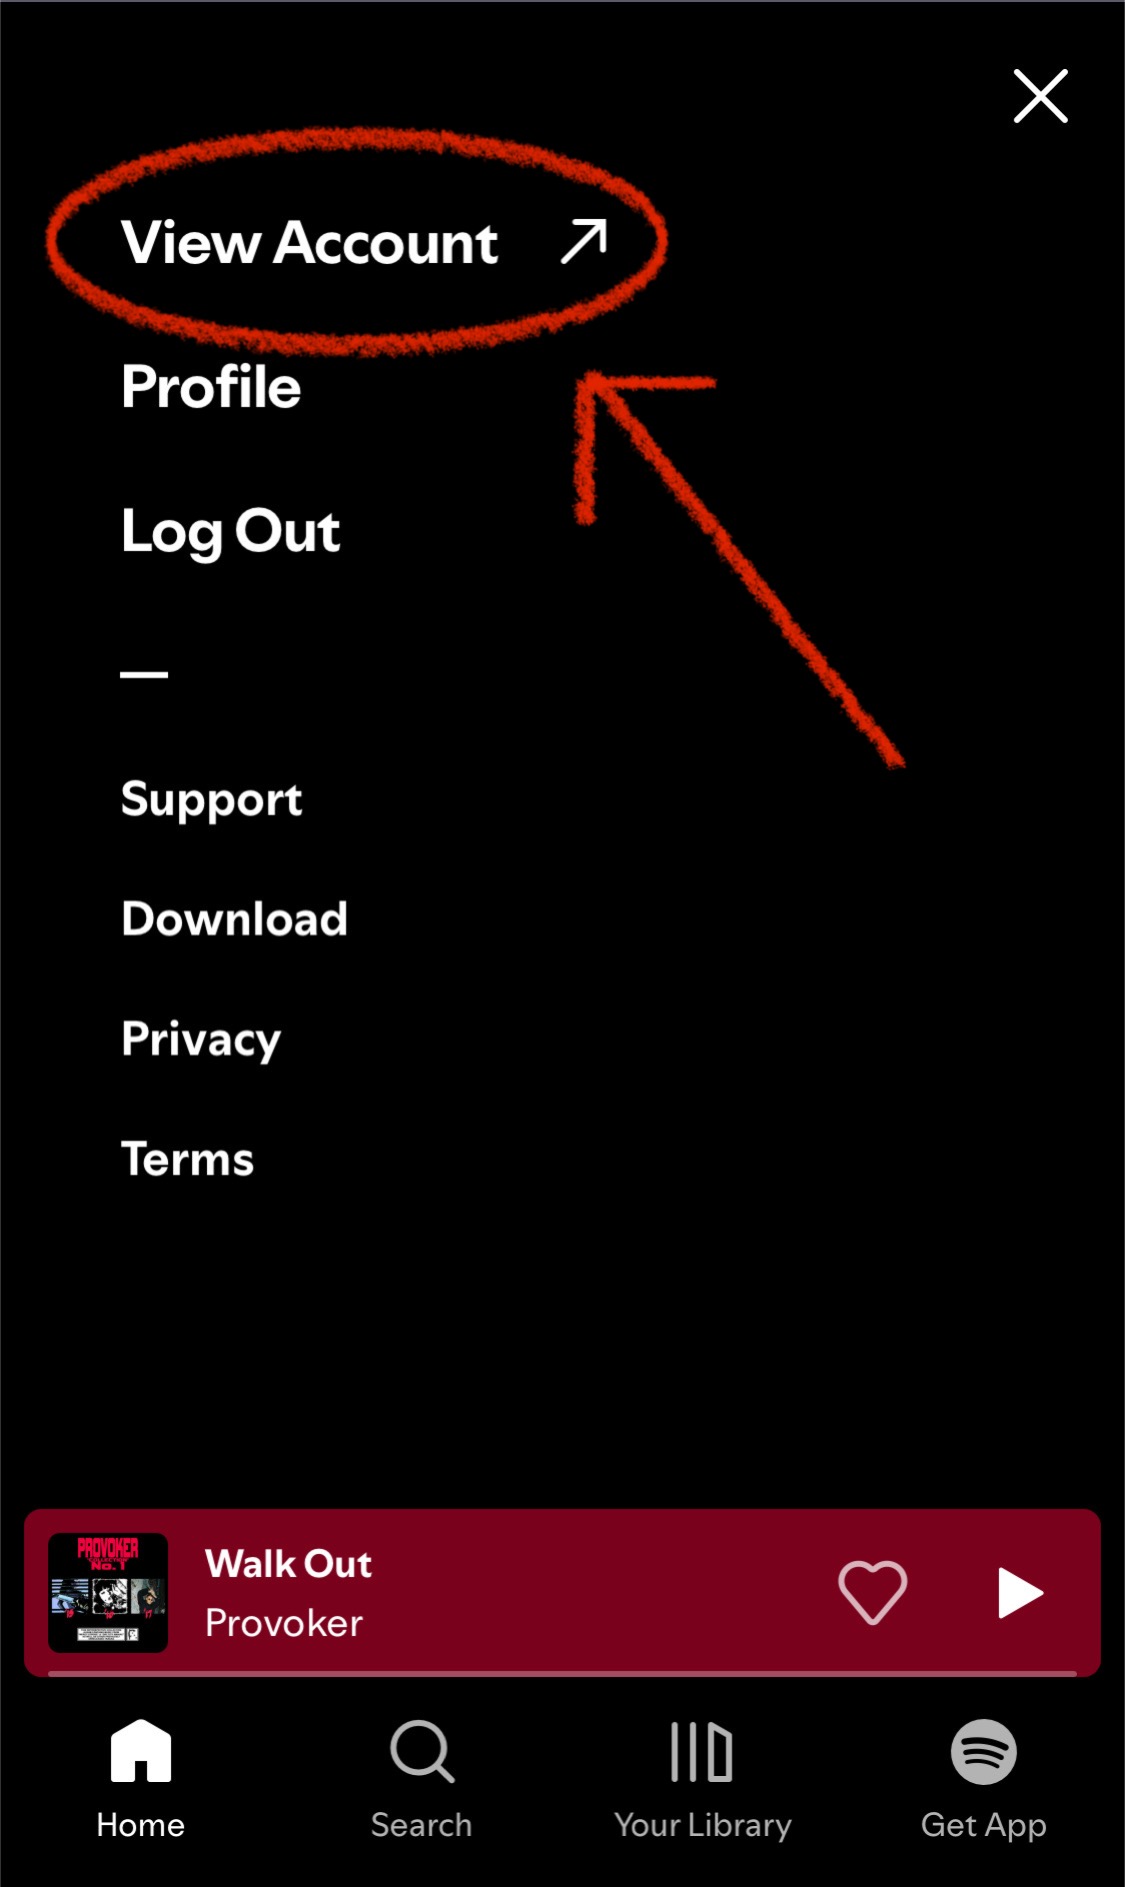 View Account
Profile
Log Out
Support
Download
Privacy
Terms
PROVOKER
No. 1
Walk Out
Provoker
Home
Search
Your Library
Get App